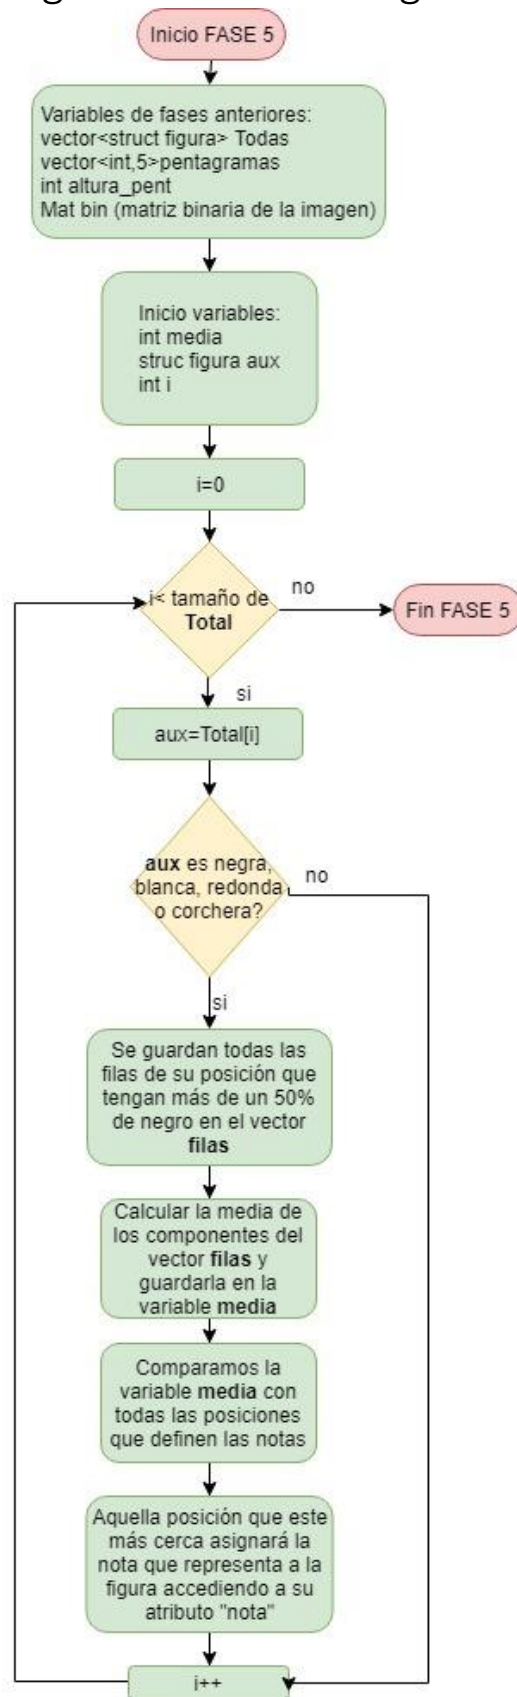 Inicio FASE 5
Variables de fases anteriores:
vector<struct figura> Todas
vector<int,5>pentagramas
int altura_pent
Mat bin (matriz binaria de la imagen)
Inicio variables:
int media
struc figura aux
int i
i=0
i< tamaño de
Total
no
Fin FASE 5
si
aux=Total[i]
aux es negra,
blanca, redonda
o corchera?
no
si
Se guardan todas las
filas de su posición que
tengan más de un 50%
de negro en el vector
filas
Calcular la media de
los componentes del
vector filas y
guardarla en la
variable media
Comparamos la
variable media con
todas las posiciones
que definen las notas
Aquella posición que este
más cerca asignará la
nota que representa a la
figura accediendo a su
atributo "nota"
i++